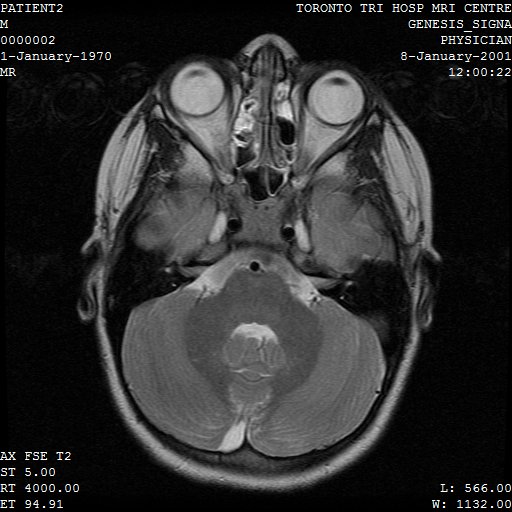 PATIENT2
M
0000002
1-January-1970
MR
TORONTO TRI HOSP MRI CENTRE
GENESIS_SIGNA
PHYSICIAN
8-January-2001
12:00:22
AX FSE T2
ST 5.00
RT 4000.00
ET 94.91
L: 566.00
W: 1132.00